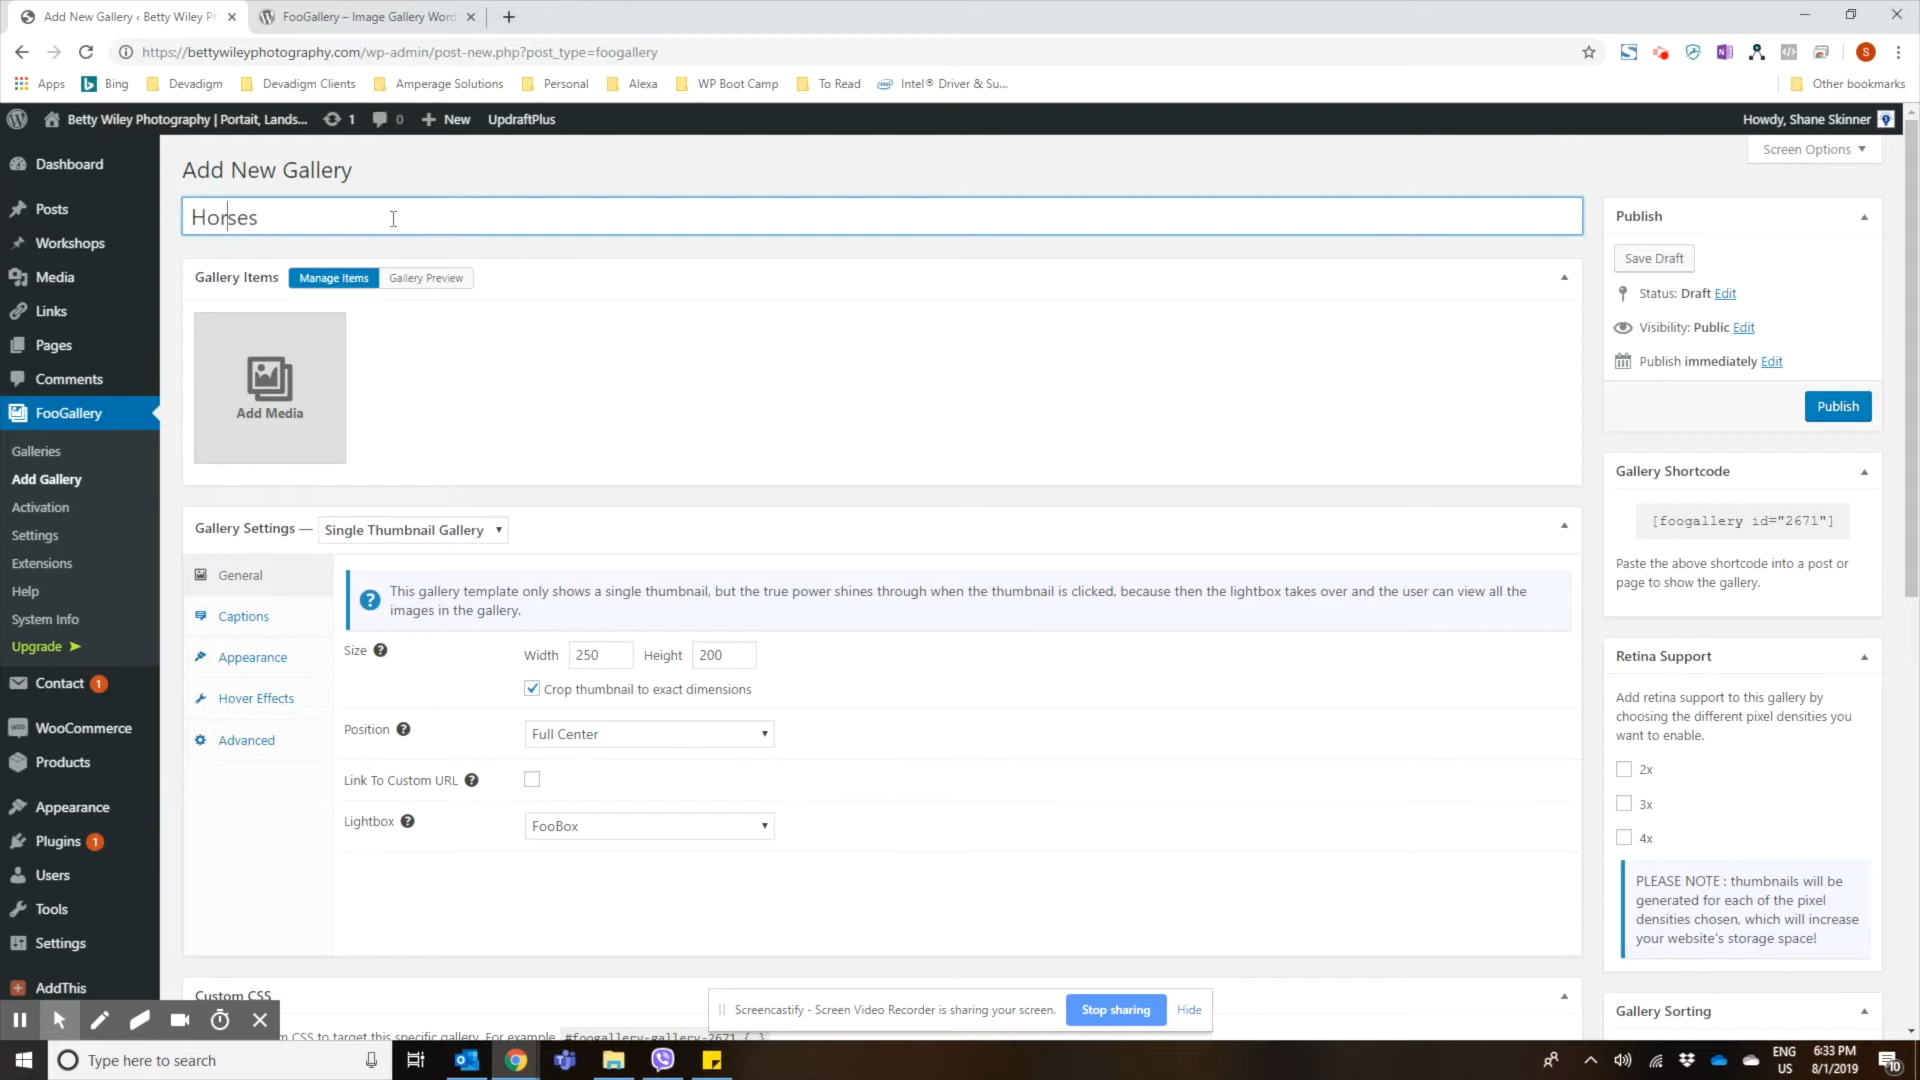 Add New Gallery ‹ Betty Wiley Ph
FooGallery – Image Gallery Word
https://bettywileyphotography.com/wp-admin/post-new.php?post_type=foogallery
S
Apps
Bing
Devadigm
Devadigm Clients
Amperage Solutions
Personal
Alexa
WP Boot Camp
To Read
Intel® Driver & Su...
Other bookmarks
Betty Wiley Photography | Portait, Lands...
1
0
New
UpdraftPlus
Howdy, Shane Skinner
Dashboard
Posts
Workshops
Media
Links
Pages
Comments
FooGallery
Galleries
Add Gallery
Activation
Settings
Extensions
Help
System Info
Upgrade ➤
Contact 1
WooCommerce
Products
Appearance
Plugins 1
Users
Tools
Settings
AddThis
Screen Options
Add New Gallery
Horses
Gallery Items
Manage Items
Gallery Preview
Add Media
Gallery Settings — Single Thumbnail Gallery
General
Captions
Appearance
Hover Effects
Advanced
This gallery template only shows a single thumbnail, but the true power shines through when the thumbnail is clicked, because then the lightbox takes over and the user can view all the
images in the gallery.
Size
Width 250 Height 200
Crop thumbnail to exact dimensions
Position
Full Center
Link To Custom URL
Lightbox
FooBox
Custom CSS
m CSS to target this specific gallery. For example #foogallery-gallery-2671 { }
Publish
Save Draft
Status: Draft Edit
Visibility: Public Edit
Publish immediately Edit
Publish
Gallery Shortcode
[foogallery id="2671"]
Paste the above shortcode into a post or
page to show the gallery.
Retina Support
Add retina support to this gallery by
choosing the different pixel densities you
want to enable.
2x
3x
4x
PLEASE NOTE : thumbnails will be
generated for each of the pixel
densities chosen, which will increase
your website's storage space!
Gallery Sorting
Screencastify - Screen Video Recorder is sharing your screen.
Stop sharing
Hide
Type here to search
ENG
US
6:33 PM
8/1/2019
10